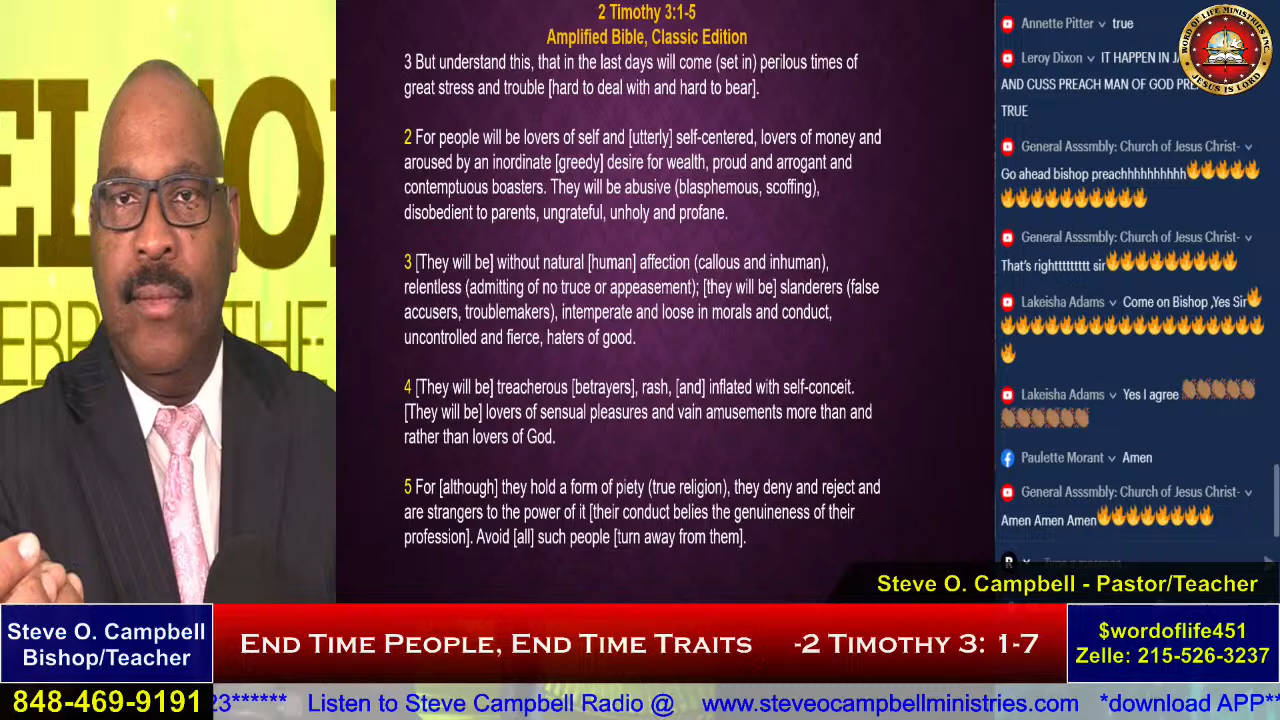 2 Timothy 3:1-5
Amplified Bible, Classic Edition
3 But understand this, that in the last days will come (set in) perilous times of
great stress and trouble [hard to deal with and hard to bear].
2 For people will be lovers of self and [utterly] self-centered, lovers of money and
aroused by an inordinate [greedy] desire for wealth, proud and arrogant and
contemptuous boasters. They will be abusive (blasphemous, scoffing),
disobedient to parents, ungrateful, unholy and profane.
3 [They will be] without natural [human] affection (callous and inhuman),
relentless (admitting of no truce or appeasement); [they will be] slanderers (false
accusers, troublemakers), intemperate and loose in morals and conduct,
uncontrolled and fierce, haters of good.
4 [They will be] treacherous [betrayers], rash, [and] inflated with self-conceit.
[They will be] lovers of sensual pleasures and vain amusements more than and
rather than lovers of God.
5 For [although] they hold a form of piety (true religion), they deny and reject and
are strangers to the power of it [their conduct belies the genuineness of their
profession]. Avoid [all] such people [turn away from them].
Annette Pitter true
Leroy Dixon IT HAPPEN IN
AND CUSS PREACH MAN OF GOD
TRUE
General Asssmbly: Church of Jesus Christ-
Go ahead bishop preachhhhhhhhhh🔥🔥🔥🔥🔥
🔥🔥🔥🔥🔥🔥🔥🔥🔥🔥
General Asssmbly: Church of Jesus Christ-
That's righttttttttt sir🔥🔥🔥🔥🔥🔥🔥🔥🔥
Lakeisha Adams Come on Bishop ,Yes Sir🔥
🔥🔥🔥🔥🔥🔥🔥🔥🔥🔥🔥🔥🔥🔥🔥🔥🔥🔥
🔥
Lakeisha Adams Yes I agree 👏🏾👏🏾👏🏾👏🏾👏🏾
👏🏾👏🏾👏🏾👏🏾👏🏾👏🏾
Paulette Morant Amen
General Asssmbly: Church of Jesus Christ-
Amen Amen Amen🔥🔥🔥🔥🔥🔥🔥🔥
WORD OF LIFE MINISTRIES INC
JESUS IS LORD
Steve O. Campbell - Pastor/Teacher
Steve O. Campbell
Bishop/Teacher
END TIME PEOPLE, END TIME TRAITS -2 TIMOTHY 3: 1-7
$wordoflife451
Zelle: 215-526-3237
848-469-9191
23****** Listen to Steve Campbell Radio @ www.steveocampbellministries.com *download APP**